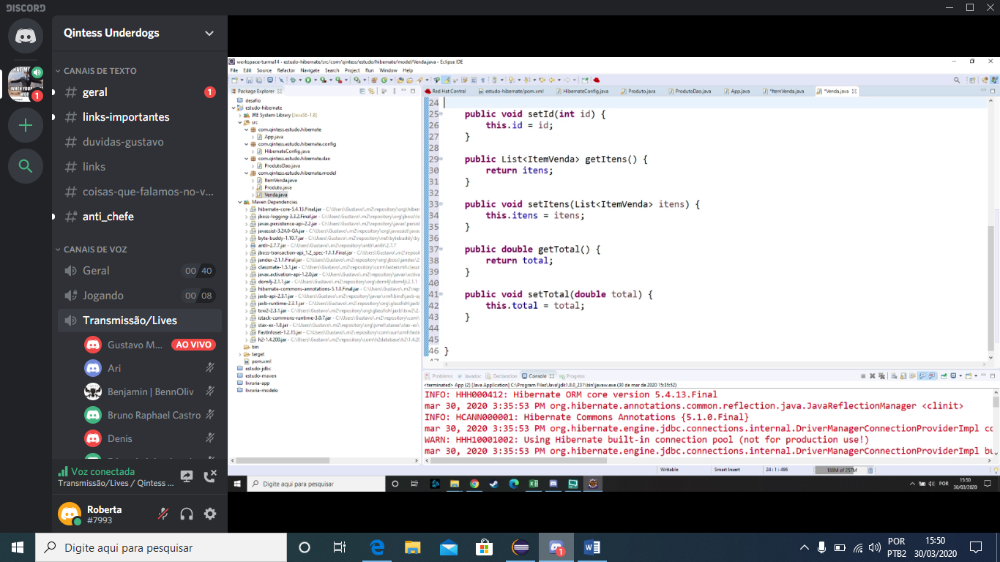 DISCORD
Qintess Underdogs
CANAIS DE TEXTO
# geral 1
# links-importantes
# duvidas-gustavo
# links
# coisas-que-falamos-no-v...
# anti_chefe
CANAIS DE VOZ
Geral 00 40
Jogando 00 08
Transmissão/Lives
Gustavo M... AO VIVO
Ari
Benjamin | BennOliv
Bruno Raphael Castro
Denis
Voz conectada
Transmissão/Lives / Qintess ...
Roberta
#7993
workspace-turma14 - estudo-hibernate/src/com/qintess/estudo/hibernate/model/Venda.java - Eclipse IDE
File Edit Source Refactor Navigate Search Project Run Window Help
Package Explorer
desafio
estudo-hibernate
JRE System Library [JavaSE-1.8]
src
com.qintess.estudo.hibernate
App.java
com.qintess.estudo.hibernate.config
HibernateConfig.java
com.qintess.estudo.hibernate.dao
ProdutoDao.java
com.qintess.estudo.hibernate.model
ItemVenda.java
Produto.java
Venda.java
Maven Dependencies
hibernate-core-5.4.13.Final.jar - C:\Users\Gustavo\.m2\repository\org\hiber
jboss-logging-3.3.2.Final.jar - C:\Users\Gustavo\.m2\repository\org\jboss\lo
javax.persistence-api-2.2.jar - C:\Users\Gustavo\.m2\repository\javax\persist
javassist-3.24.0-GA.jar - C:\Users\Gustavo\.m2\repository\org\javassist\javas
byte-buddy-1.10.7.jar - C:\Users\Gustavo\.m2\repository\net\bytebuddy\by
antlr-2.7.7.jar - C:\Users\Gustavo\.m2\repository\antlr\antlr\2.7.7
jboss-transaction-api_1.2_spec-1.1.1.Final.jar - C:\Users\Gustavo\.m2\reposi
jandex-2.1.1.Final.jar - C:\Users\Gustavo\.m2\repository\org\jboss\jandex\2
classmate-1.5.1.jar - C:\Users\Gustavo\.m2\repository\com\fasterxml\classm
javax.activation-api-1.2.0.jar - C:\Users\Gustavo\.m2\repository\javax\activa
dom4j-2.1.1.jar - C:\Users\Gustavo\.m2\repository\org\dom4j\dom4j\2.1.1
hibernate-commons-annotations-5.1.0.Final.jar - C:\Users\Gustavo\.m2\rep
jaxb-api-2.3.1.jar - C:\Users\Gustavo\.m2\repository\javax\xml\bind\jaxb-ap
jaxb-runtime-2.3.1.jar - C:\Users\Gustavo\.m2\repository\org\glassfish\jaxb
txw2-2.3.1.jar - C:\Users\Gustavo\.m2\repository\org\glassfish\jaxb\txw2\2.
istack-commons-runtime-3.0.7.jar - C:\Users\Gustavo\.m2\repository\com\
stax-ex-1.8.jar - C:\Users\Gustavo\.m2\repository\org\jvnet\staxex\stax-ex\
FastInfoset-1.2.15.jar - C:\Users\Gustavo\.m2\repository\com\sun\xml\fasti
h2-1.4.200.jar - C:\Users\Gustavo\.m2\repository\com\h2database\h2\1.4.20
bin
target
pom.xml
estudo-jdbc
estudo-maven
livraria-app
livraria-modelo
Red Hat Central estudo-hibernate/pom.xml HibernateConfig.java Produto.java ProdutoDao.java App.java *ItemVenda.java *Venda.java
24
25 public void setId(int id) {
26 this.id = id;
27 }
28
29 public List<ItemVenda> getItens() {
30 return itens;
31 }
32
33 public void setItens(List<ItemVenda> itens) {
34 this.itens = itens;
35 }
36
37 public double getTotal() {
38 return total;
39 }
40
41 public void setTotal(double total) {
42 this.total = total;
43 }
44
45
46 }
47
Problems Javadoc Declaration Console Progress
<terminated> App (2) [Java Application] C:\Program Files\Java\jdk1.8.0_231\bin\javaw.exe (30 de mar de 2020 15:35:52)
INFO: HHH000412: Hibernate ORM core version 5.4.13.Final
mar 30, 2020 3:35:53 PM org.hibernate.annotations.common.reflection.java.JavaReflectionManager <clinit>
INFO: HCANN000001: Hibernate Commons Annotations {5.1.0.Final}
mar 30, 2020 3:35:53 PM org.hibernate.engine.jdbc.connections.internal.DriverManagerConnectionProviderImpl co
WARN: HHH10001002: Using Hibernate built-in connection pool (not for production use!)
mar 30, 2020 3:35:53 PM org.hibernate.engine.jdbc.connections.internal.DriverManagerConnectionProviderImpl bu
Writable Smart Insert 24 : 1 : 496 188M of 257M
Digite aqui para pesquisar
POR 15:50
30/03/2020
Digite aqui para pesquisar
POR
PTB2
15:50
30/03/2020